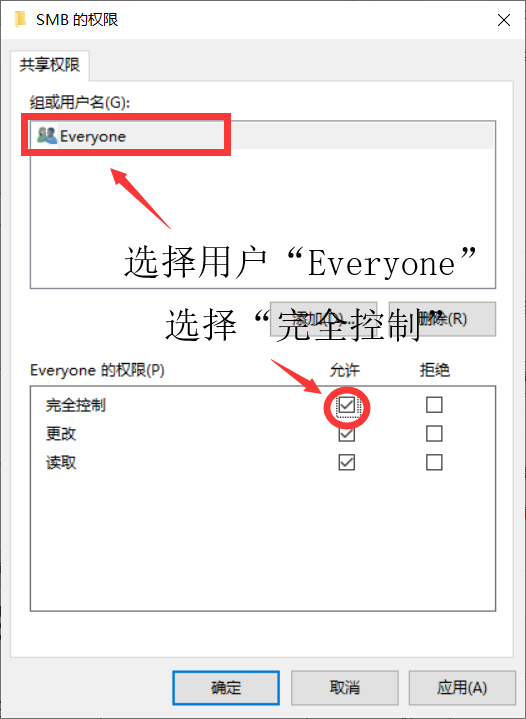 SMB 的权限
共享权限
组或用户名(G):
Everyone
选择用户“Everyone”
添加(D)...
删除(R)
选择“完全控制”
Everyone 的权限(P)
允许
拒绝
完全控制
更改
读取
确定
取消
应用(A)